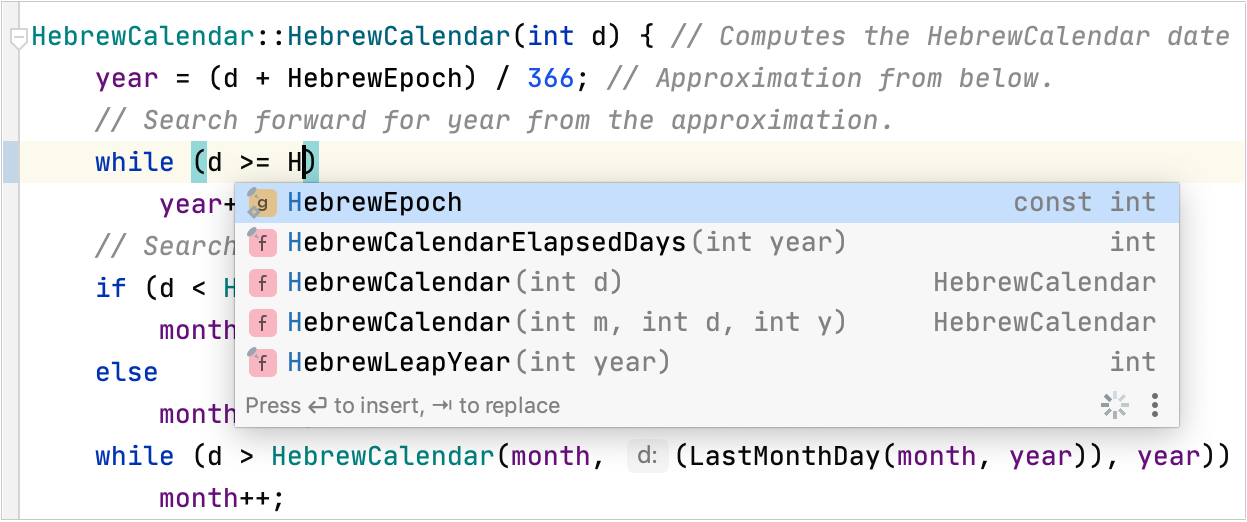 HebrewCalendar::HebrewCalendar(int d) { // Computes the HebrewCalendar date
year = (d + HebrewEpoch) / 366; // Approximation from below.
// Search forward for year from the approximation.
while (d >= H)
year+
HebrewEpoch const int
// Search
HebrewCalendarElapsedDays(int year) int
if (d < H
HebrewCalendar(int d) HebrewCalendar
month
HebrewCalendar(int m, int d, int y) HebrewCalendar
else
HebrewLeapYear(int year) int
month
Press ↵ to insert, ⇥ to replace
while (d > HebrewCalendar(month, d: (LastMonthDay(month, year)), year))
month++;